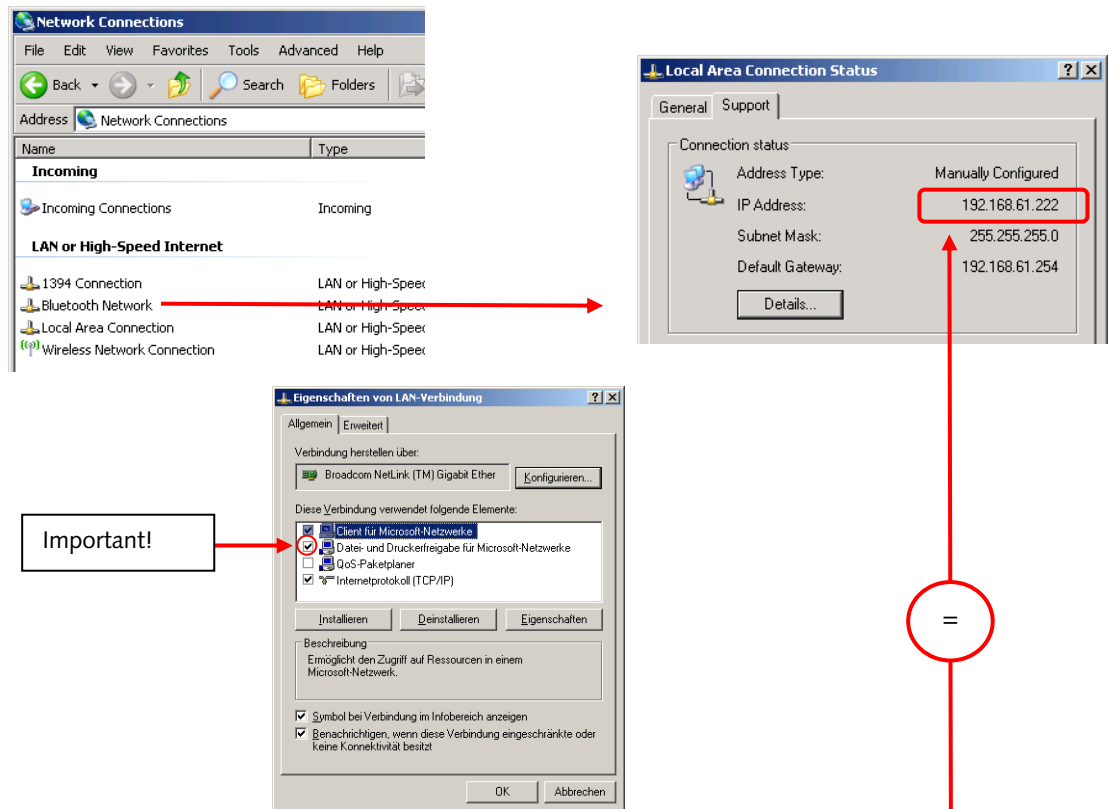 Network Connections
File Edit View Favorites Tools Advanced Help
Back Search Folders
Address Network Connections
Name Type
Incoming
Incoming Connections Incoming
LAN or High-Speed Internet
1394 Connection LAN or High-Speed
Bluetooth Network LAN or High-Speed
Local Area Connection LAN or High-Speed
Wireless Network Connection LAN or High-Speed
Local Area Connection Status
General Support
Connection status
Address Type: Manually Configured
IP Address: 192.168.61.222
Subnet Mask: 255.255.255.0
Default Gateway: 192.168.61.254
Details...
Eigenschaften von LAN-Verbindung
Allgemein Erweitert
Verbindung herstellen über:
Broadcom NetLink (TM) Gigabit Ether Konfigurieren...
Diese Verbindung verwendet folgende Elemente:
Client für Microsoft-Netzwerke
Datei- und Druckerfreigabe für Microsoft-Netzwerke
QoS-Paketplaner
Internetprotokoll (TCP/IP)
Installieren Deinstallieren Eigenschaften
Beschreibung
Ermöglicht den Zugriff auf Ressourcen in einem
Microsoft-Netzwerk.
Symbol bei Verbindung im Infobereich anzeigen
Benachrichtigen, wenn diese Verbindung eingeschränkte oder
keine Konnektivität besitzt
OK Abbrechen
Important!
=